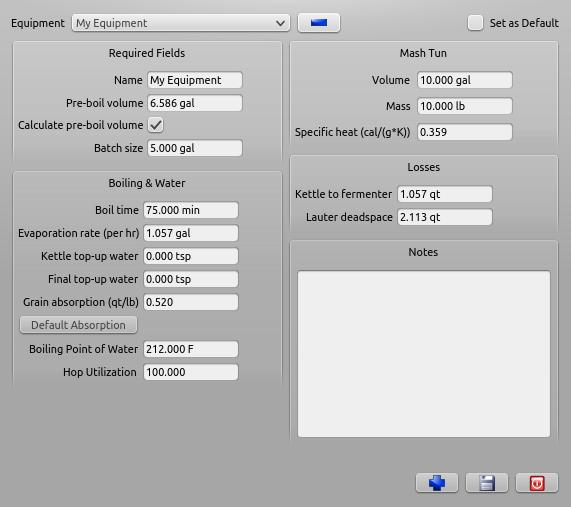 Equipment My Equipment Set as Default
Required Fields
Name My Equipment
Pre-boil volume 6.586 gal
Calculate pre-boil volume
Batch size 5.000 gal
Boiling & Water
Boil time 75.000 min
Evaporation rate (per hr) 1.057 gal
Kettle top-up water 0.000 tsp
Final top-up water 0.000 tsp
Grain absorption (qt/lb) 0.520
Default Absorption
Boiling Point of Water 212.000 F
Hop Utilization 100.000
Mash Tun
Volume 10.000 gal
Mass 10.000 lb
Specific heat (cal/(g*K)) 0.359
Losses
Kettle to fermenter 1.057 qt
Lauter deadspace 2.113 qt
Notes